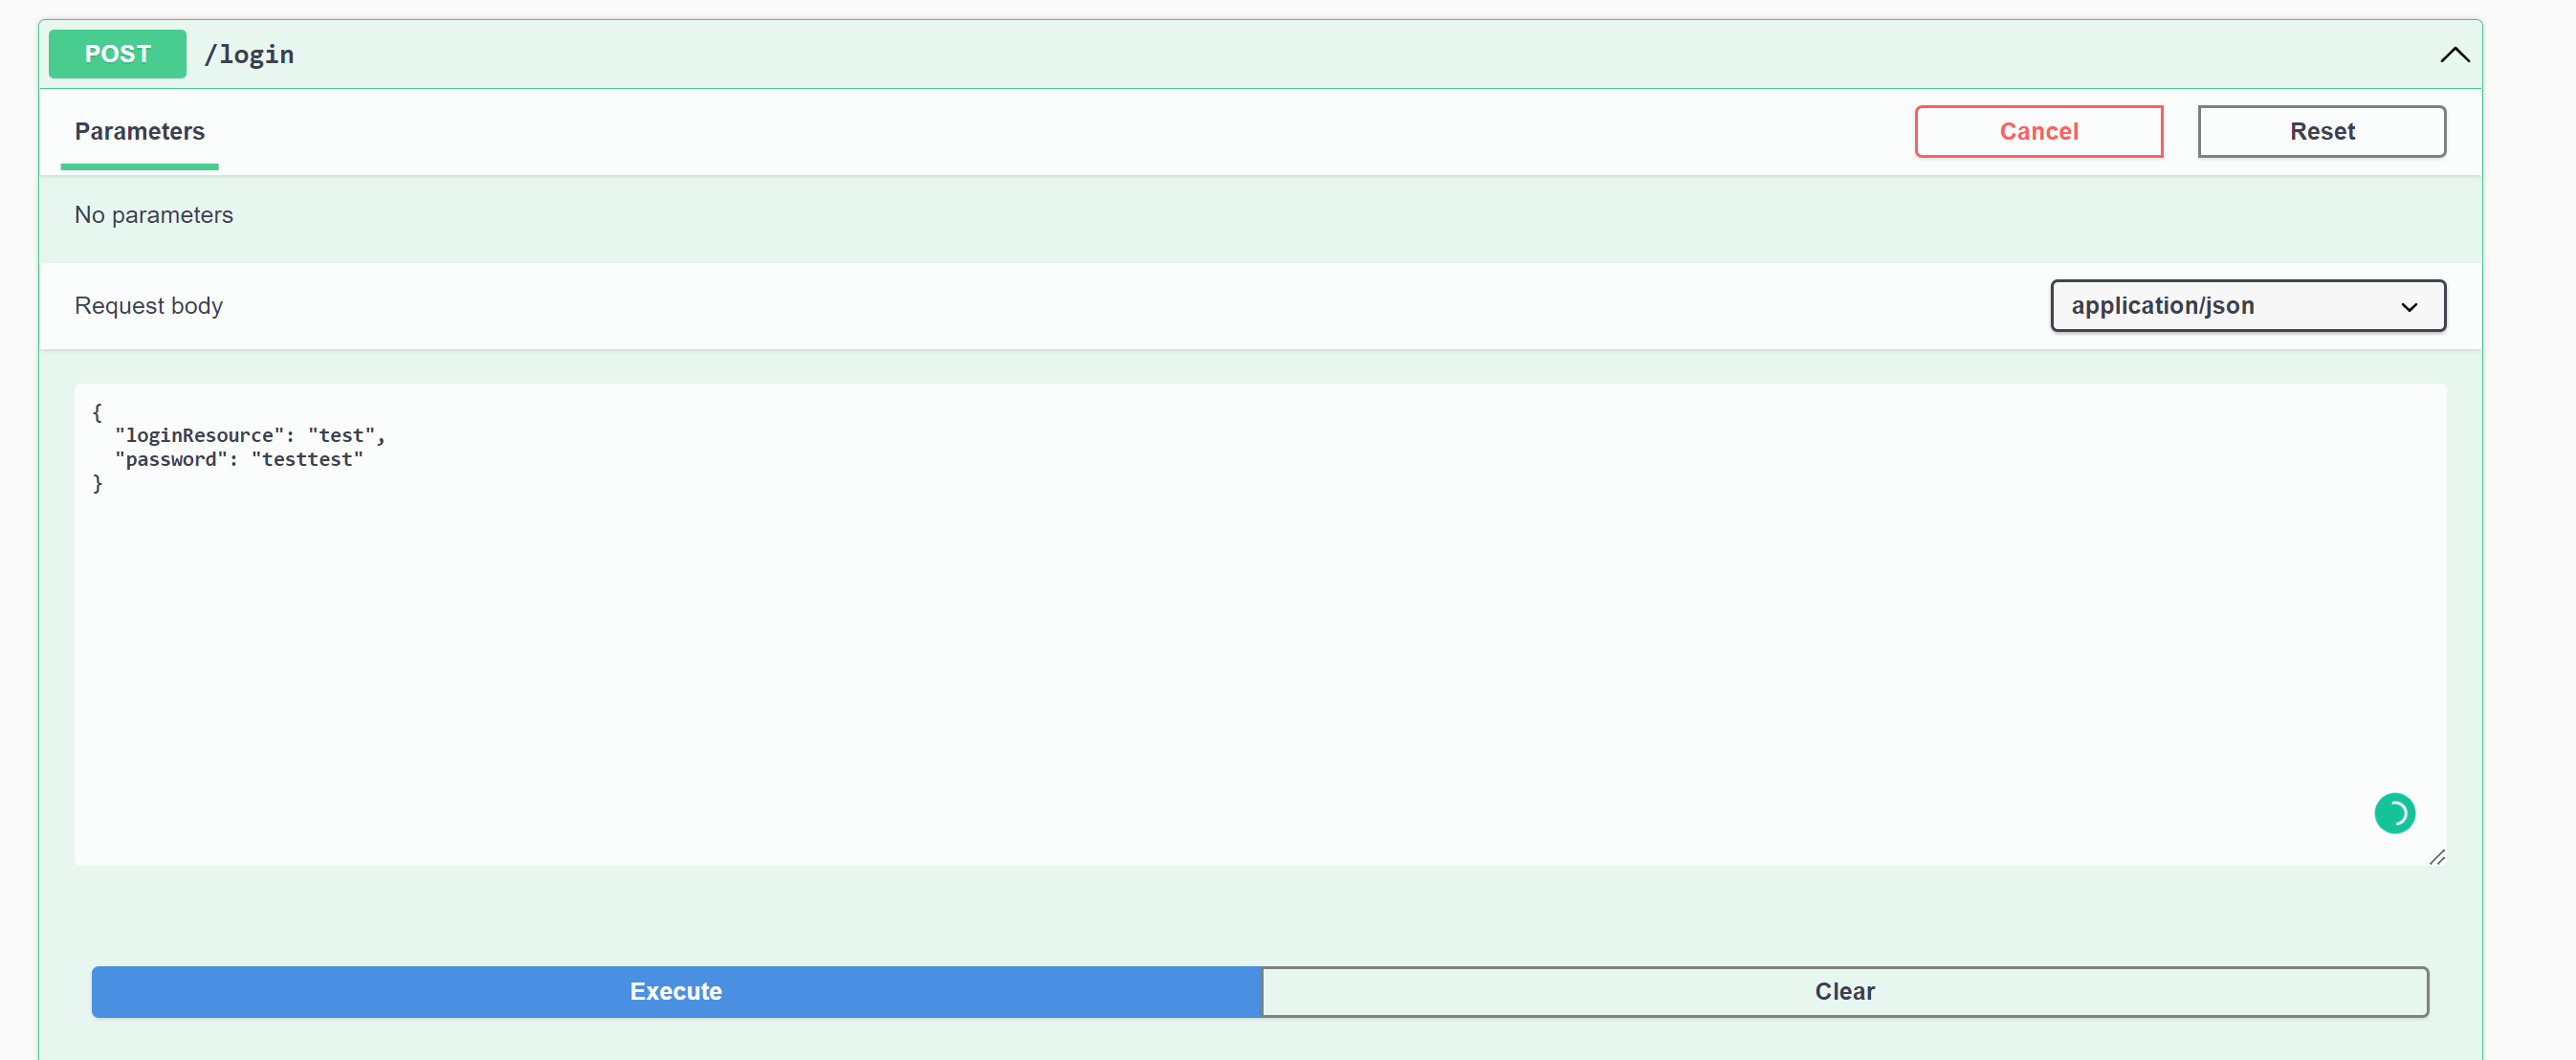 POST /login
Parameters Cancel Reset
No parameters
Request body application/json
{
  "loginResource": "test",
  "password": "testtest"
}
Execute Clear